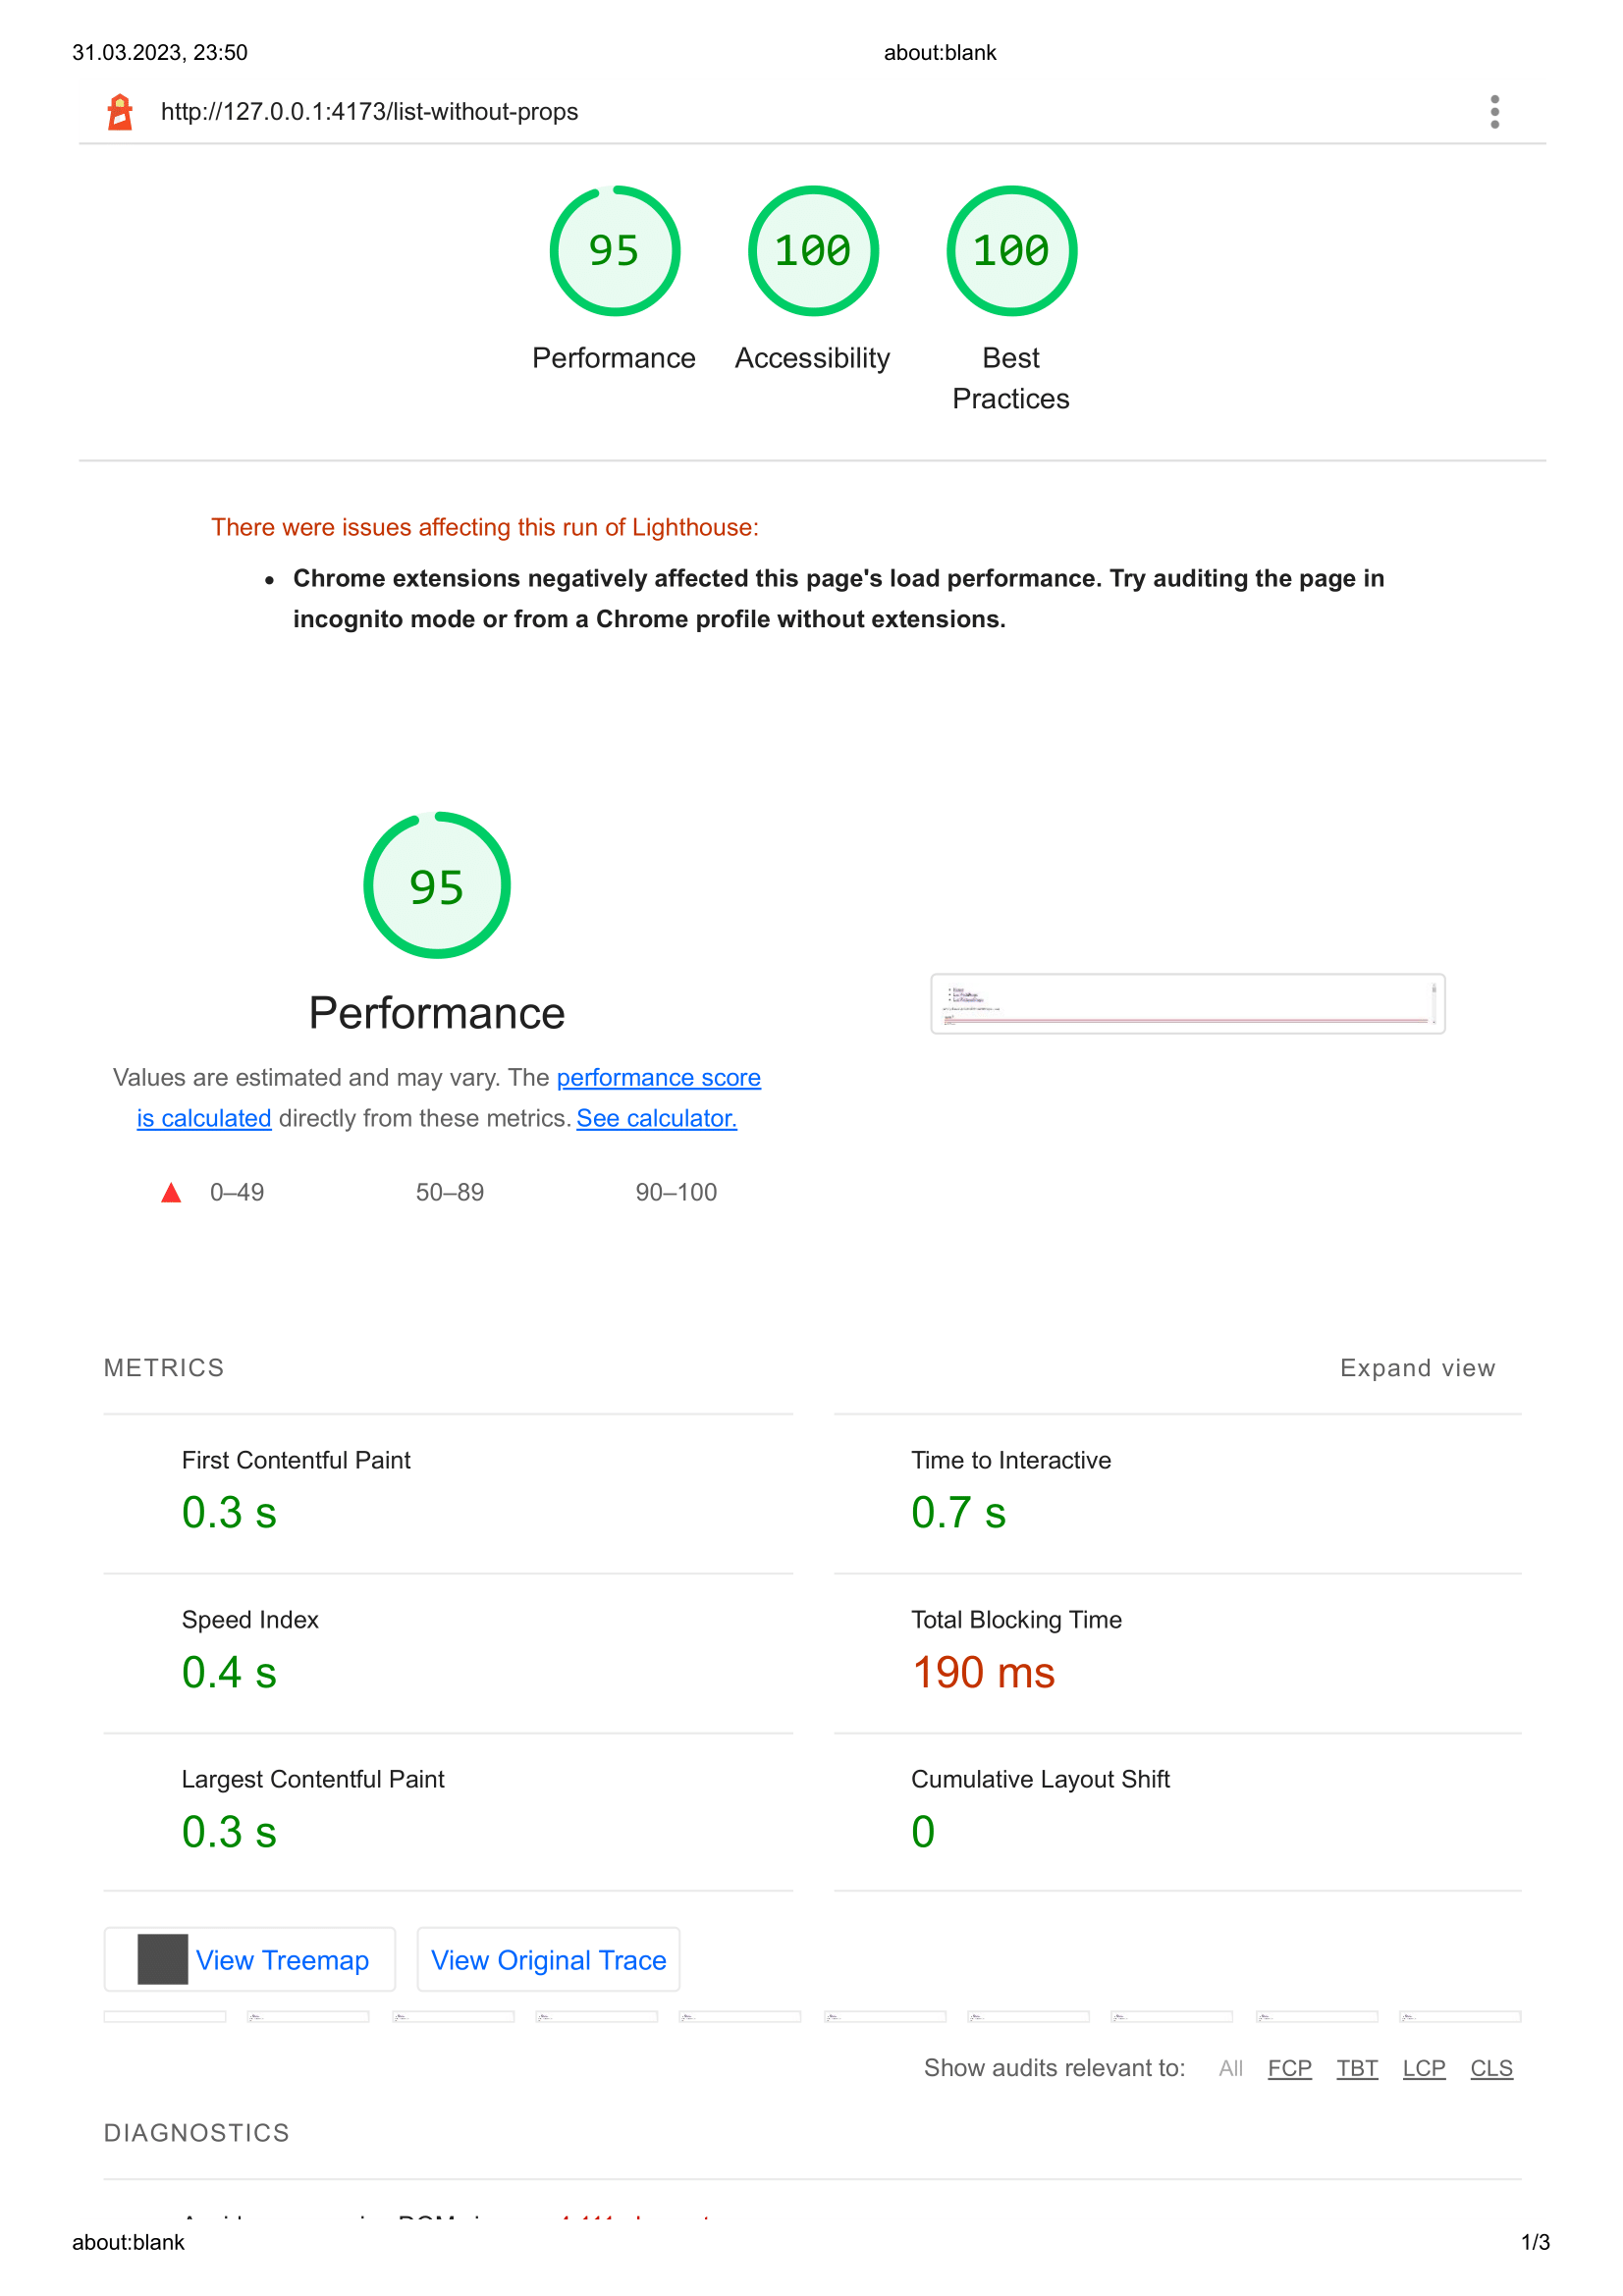 31.03.2023, 23:50
about:blank
http://127.0.0.1:4173/list-without-props
95
100
100
Performance
Accessibility
Best
Practices
There were issues affecting this run of Lighthouse:
• Chrome extensions negatively affected this page's load performance. Try auditing the page in
incognito mode or from a Chrome profile without extensions.
95
Performance
Values are estimated and may vary. The performance score
is calculated directly from these metrics. See calculator.
0–49
50–89
90–100
METRICS
Expand view
First Contentful Paint
0.3 s
Time to Interactive
0.7 s
Speed Index
0.4 s
Total Blocking Time
190 ms
Largest Contentful Paint
0.3 s
Cumulative Layout Shift
0
View Treemap
View Original Trace
Show audits relevant to: All FCP TBT LCP CLS
DIAGNOSTICS
about:blank
1/3